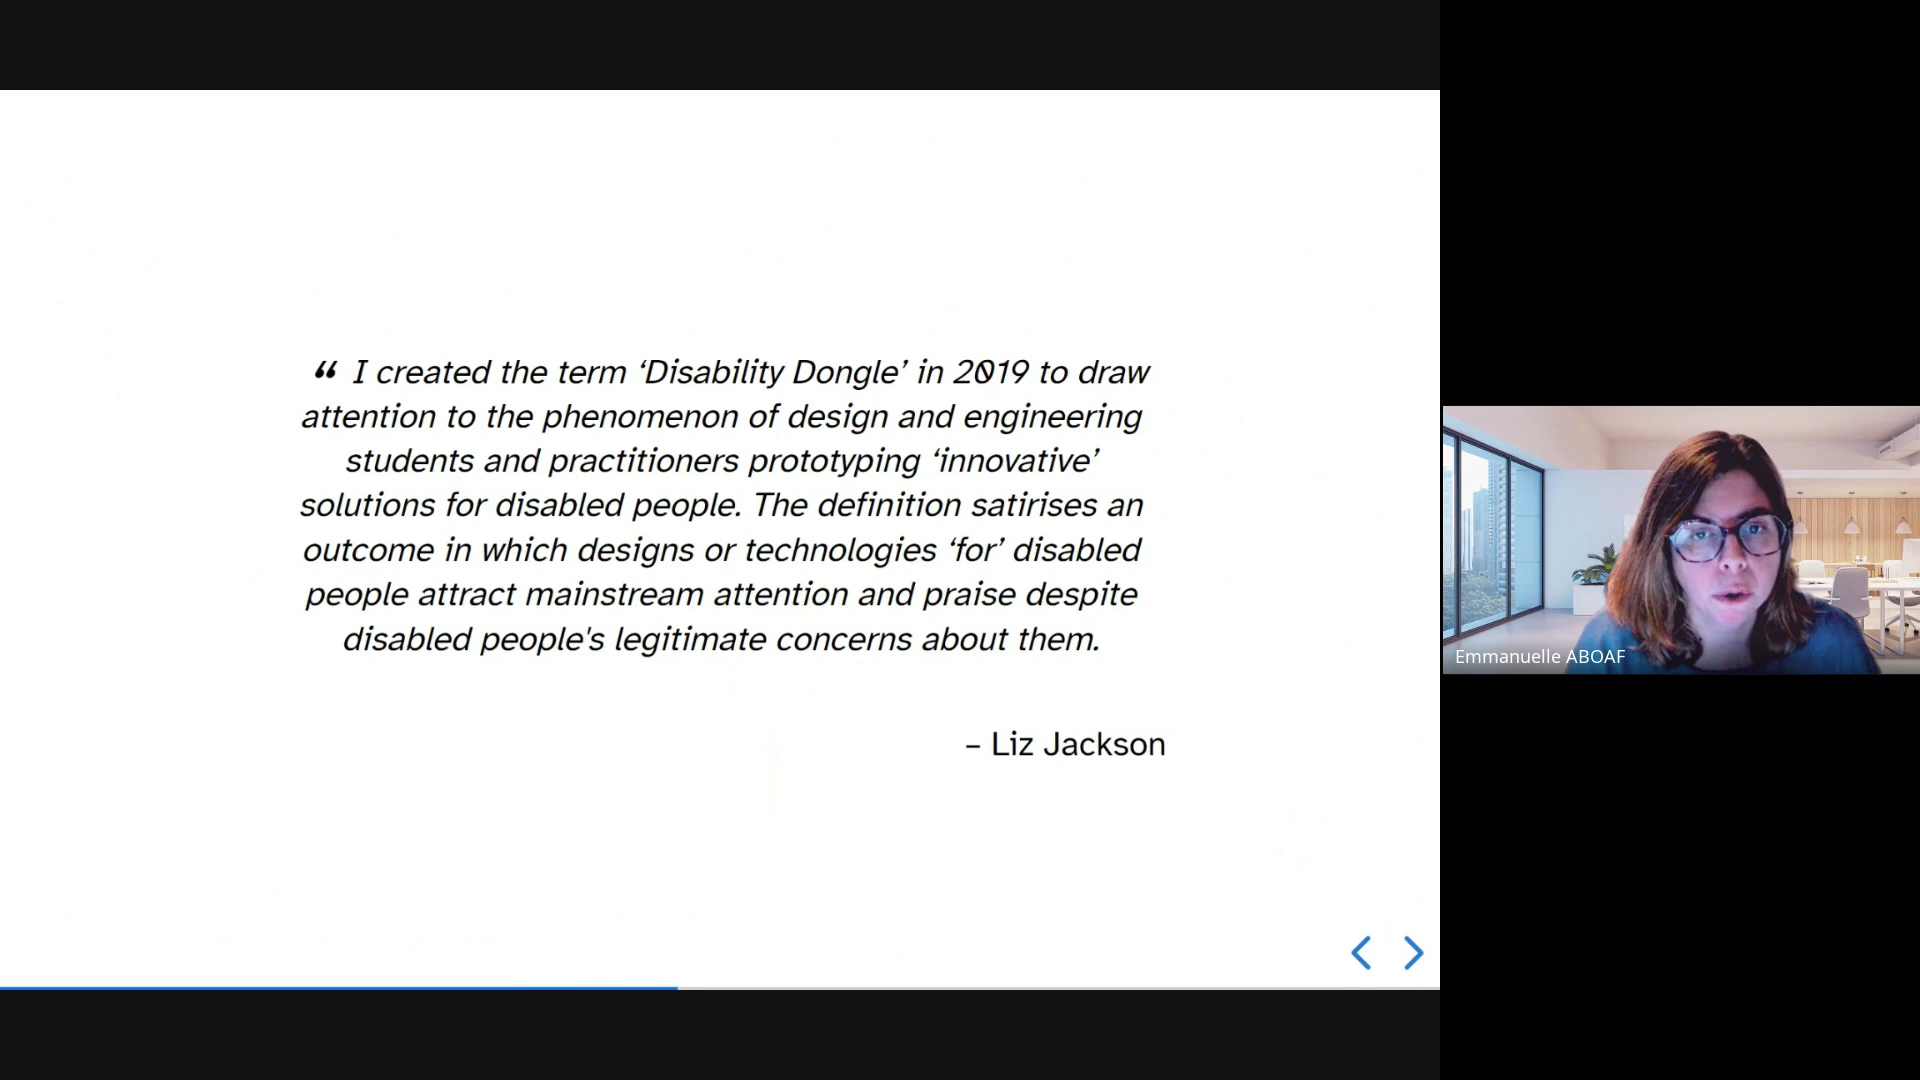 “ I created the term ‘Disability Dongle’ in 2019 to draw
attention to the phenomenon of design and engineering
students and practitioners prototyping ‘innovative’
solutions for disabled people. The definition satirises an
outcome in which designs or technologies ‘for’ disabled
people attract mainstream attention and praise despite
disabled people's legitimate concerns about them.
– Liz Jackson
Emmanuelle ABOAF